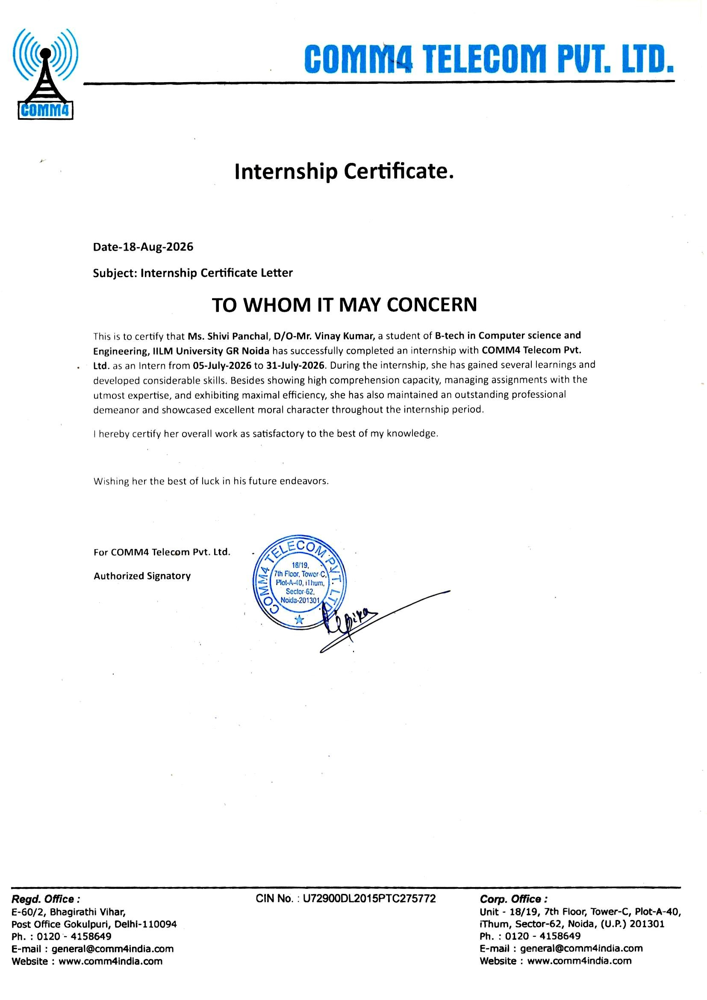 COMM4 TELECOM PVT. LTD.
COMM4
Internship Certificate.
Date-18-Aug-2026
Subject: Internship Certificate Letter
TO WHOM IT MAY CONCERN
This is to certify that Ms. Shivi Panchal, D/O-Mr. Vinay Kumar, a student of B-tech in Computer science and
Engineering, IILM University GR Noida has successfully completed an internship with COMM4 Telecom Pvt.
Ltd. as an Intern from 05-July-2026 to 31-July-2026. During the internship, she has gained several learnings and
developed considerable skills. Besides showing high comprehension capacity, managing assignments with the
utmost expertise, and exhibiting maximal efficiency, she has also maintained an outstanding professional
demeanor and showcased excellent moral character throughout the internship period.
I hereby certify her overall work as satisfactory to the best of my knowledge.
Wishing her the best of luck in his future endeavors.
For COMM4 Telecom Pvt. Ltd.
Authorized Signatory
COMM4 TELECOM PVT. LTD.
18/19,
7th Floor, Tower-C,
Plot-A-40, iThum,
Sector-62,
Noida-201301
Regd. Office :
E-60/2, Bhagirathi Vihar,
Post Office Gokulpuri, Delhi-110094
Ph. : 0120 - 4158649
E-mail : general@comm4india.com
Website : www.comm4india.com
CIN No. : U72900DL2015PTC275772
Corp. Office :
Unit - 18/19, 7th Floor, Tower-C, Plot-A-40,
iThum, Sector-62, Noida, (U.P.) 201301
Ph. : 0120 - 4158649
E-mail : general@comm4india.com
Website : www.comm4india.com